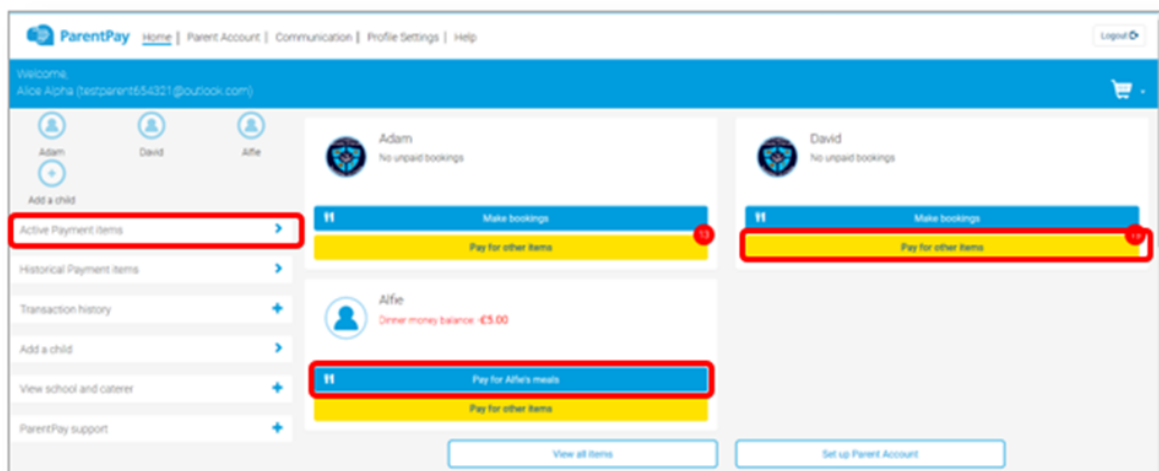 ParentPay Home | Parent Account | Communication | Profile Settings | Help
Logout
Welcome,
Alice Alpha (testparent654321@outlook.com)
Adam David Alfie
Add a child
Active Payment items
Historical Payment items
Transaction history
Add a child
View school and caterer
ParentPay support
Adam
No unpaid bookings
Make bookings
Pay for other items
13
David
No unpaid bookings
Make bookings
Pay for other items
Alfie
Dinner money balance: -£5.00
Pay for Alfie's meals
Pay for other items
View all items
Set up Parent Account